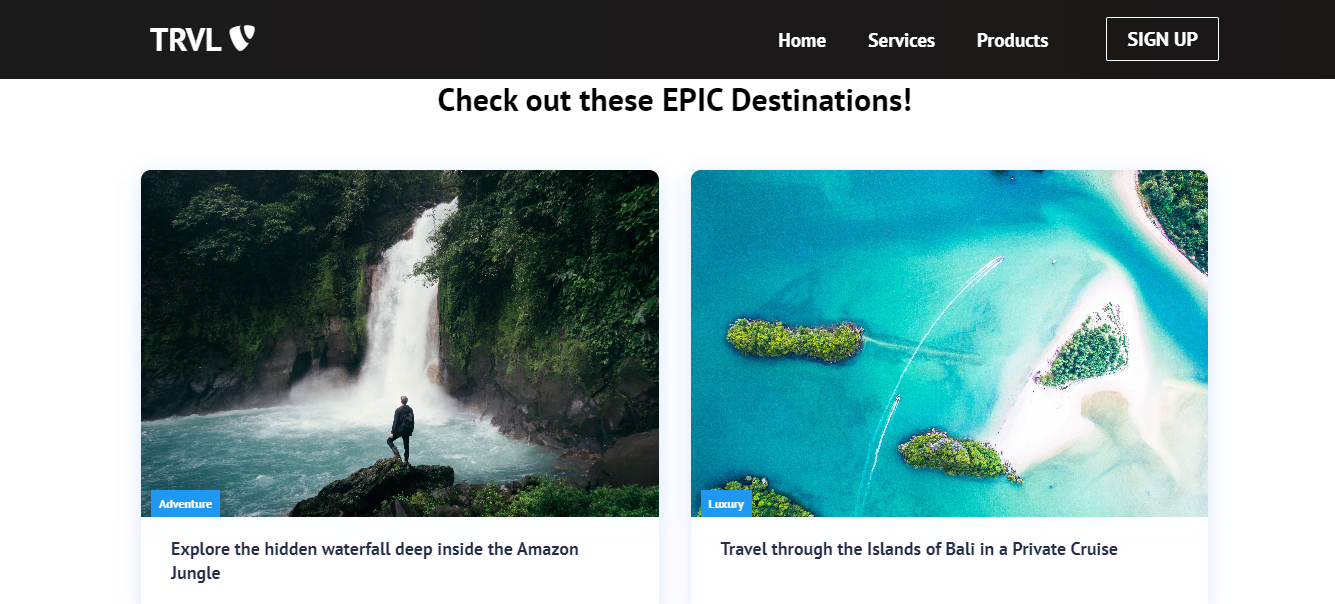 TRVL
Home Services Products SIGN UP
Check out these EPIC Destinations!
Adventure
Explore the hidden waterfall deep inside the Amazon
Jungle
Luxury
Travel through the Islands of Bali in a Private Cruise